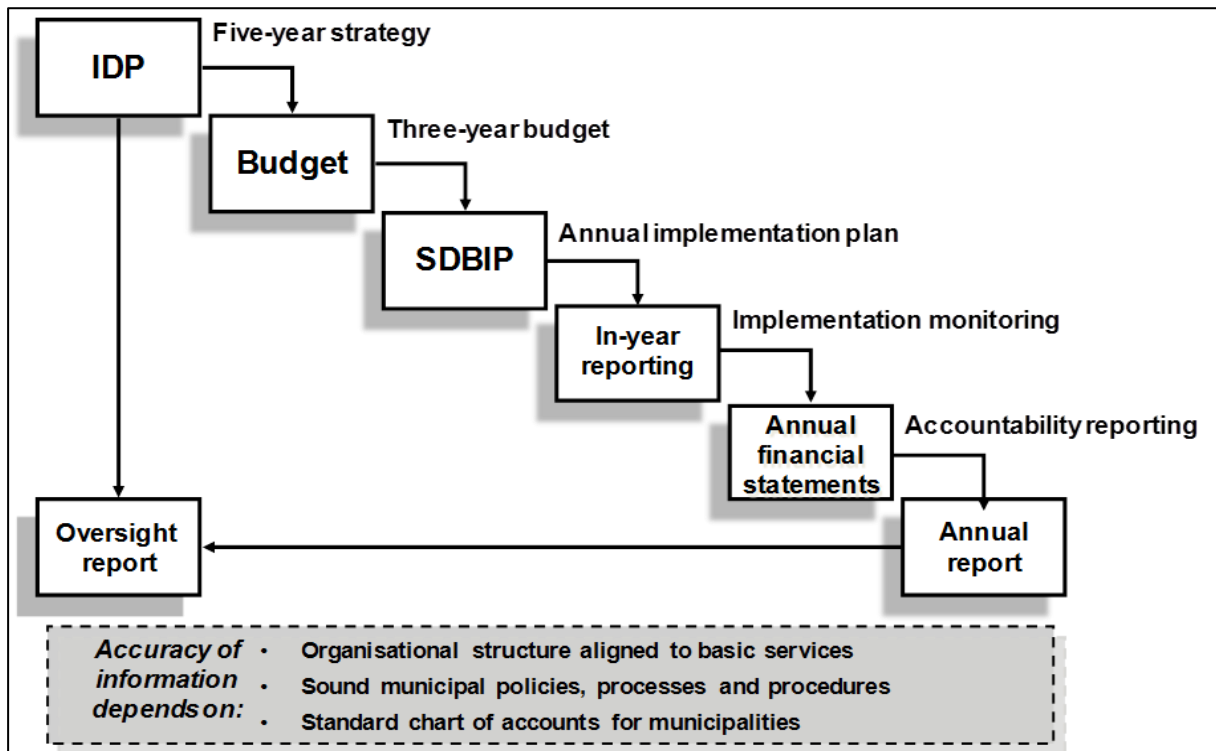 Five-year strategy
IDP
Three-year budget
Budget
Annual implementation plan
SDBIP
In-year
reporting
Implementation monitoring
Annual
financial
statements
Accountability reporting
Oversight
report
Annual
report
Accuracy of
information
depends on:
• Organisational structure aligned to basic services
• Sound municipal policies, processes and procedures
• Standard chart of accounts for municipalities